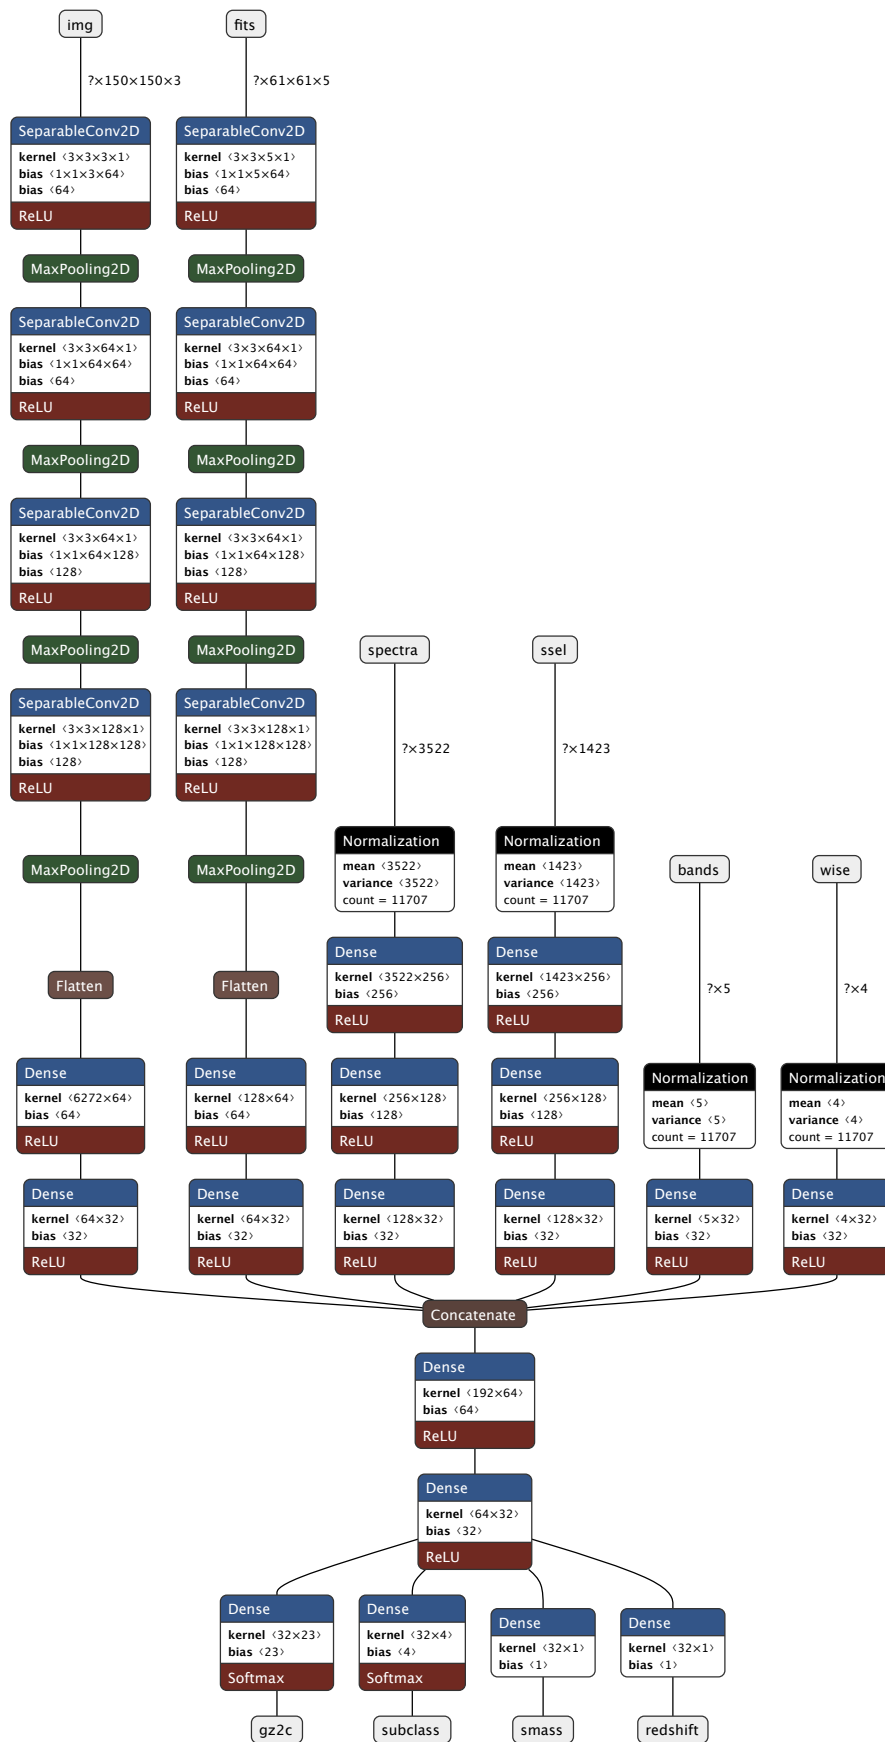 img
fits
?×150×150×3
?×61×61×5
SeparableConv2D
kernel ⟨3×3×3×1⟩
bias ⟨1×1×3×64⟩
bias ⟨64⟩
ReLU
SeparableConv2D
kernel ⟨3×3×5×1⟩
bias ⟨1×1×5×64⟩
bias ⟨64⟩
ReLU
MaxPooling2D
MaxPooling2D
SeparableConv2D
kernel ⟨3×3×64×1⟩
bias ⟨1×1×64×64⟩
bias ⟨64⟩
ReLU
SeparableConv2D
kernel ⟨3×3×64×1⟩
bias ⟨1×1×64×64⟩
bias ⟨64⟩
ReLU
MaxPooling2D
MaxPooling2D
SeparableConv2D
kernel ⟨3×3×64×1⟩
bias ⟨1×1×64×128⟩
bias ⟨128⟩
ReLU
SeparableConv2D
kernel ⟨3×3×64×1⟩
bias ⟨1×1×64×128⟩
bias ⟨128⟩
ReLU
MaxPooling2D
MaxPooling2D
spectra
ssel
SeparableConv2D
kernel ⟨3×3×128×1⟩
bias ⟨1×1×128×128⟩
bias ⟨128⟩
ReLU
SeparableConv2D
kernel ⟨3×3×128×1⟩
bias ⟨1×1×128×128⟩
bias ⟨128⟩
ReLU
?×3522
?×1423
MaxPooling2D
MaxPooling2D
Normalization
mean ⟨3522⟩
variance ⟨3522⟩
count = 11707
Normalization
mean ⟨1423⟩
variance ⟨1423⟩
count = 11707
bands
wise
Flatten
Flatten
Dense
kernel ⟨3522×256⟩
bias ⟨256⟩
ReLU
Dense
kernel ⟨1423×256⟩
bias ⟨256⟩
ReLU
?×5
?×4
Dense
kernel ⟨6272×64⟩
bias ⟨64⟩
ReLU
Dense
kernel ⟨128×64⟩
bias ⟨64⟩
ReLU
Dense
kernel ⟨256×128⟩
bias ⟨128⟩
ReLU
Dense
kernel ⟨256×128⟩
bias ⟨128⟩
ReLU
Normalization
mean ⟨5⟩
variance ⟨5⟩
count = 11707
Normalization
mean ⟨4⟩
variance ⟨4⟩
count = 11707
Dense
kernel ⟨64×32⟩
bias ⟨32⟩
ReLU
Dense
kernel ⟨64×32⟩
bias ⟨32⟩
ReLU
Dense
kernel ⟨128×32⟩
bias ⟨32⟩
ReLU
Dense
kernel ⟨128×32⟩
bias ⟨32⟩
ReLU
Dense
kernel ⟨5×32⟩
bias ⟨32⟩
ReLU
Dense
kernel ⟨4×32⟩
bias ⟨32⟩
ReLU
Concatenate
Dense
kernel ⟨192×64⟩
bias ⟨64⟩
ReLU
Dense
kernel ⟨64×32⟩
bias ⟨32⟩
ReLU
Dense
kernel ⟨32×23⟩
bias ⟨23⟩
Softmax
Dense
kernel ⟨32×4⟩
bias ⟨4⟩
Softmax
Dense
kernel ⟨32×1⟩
bias ⟨1⟩
Dense
kernel ⟨32×1⟩
bias ⟨1⟩
gz2c
subclass
smass
redshift